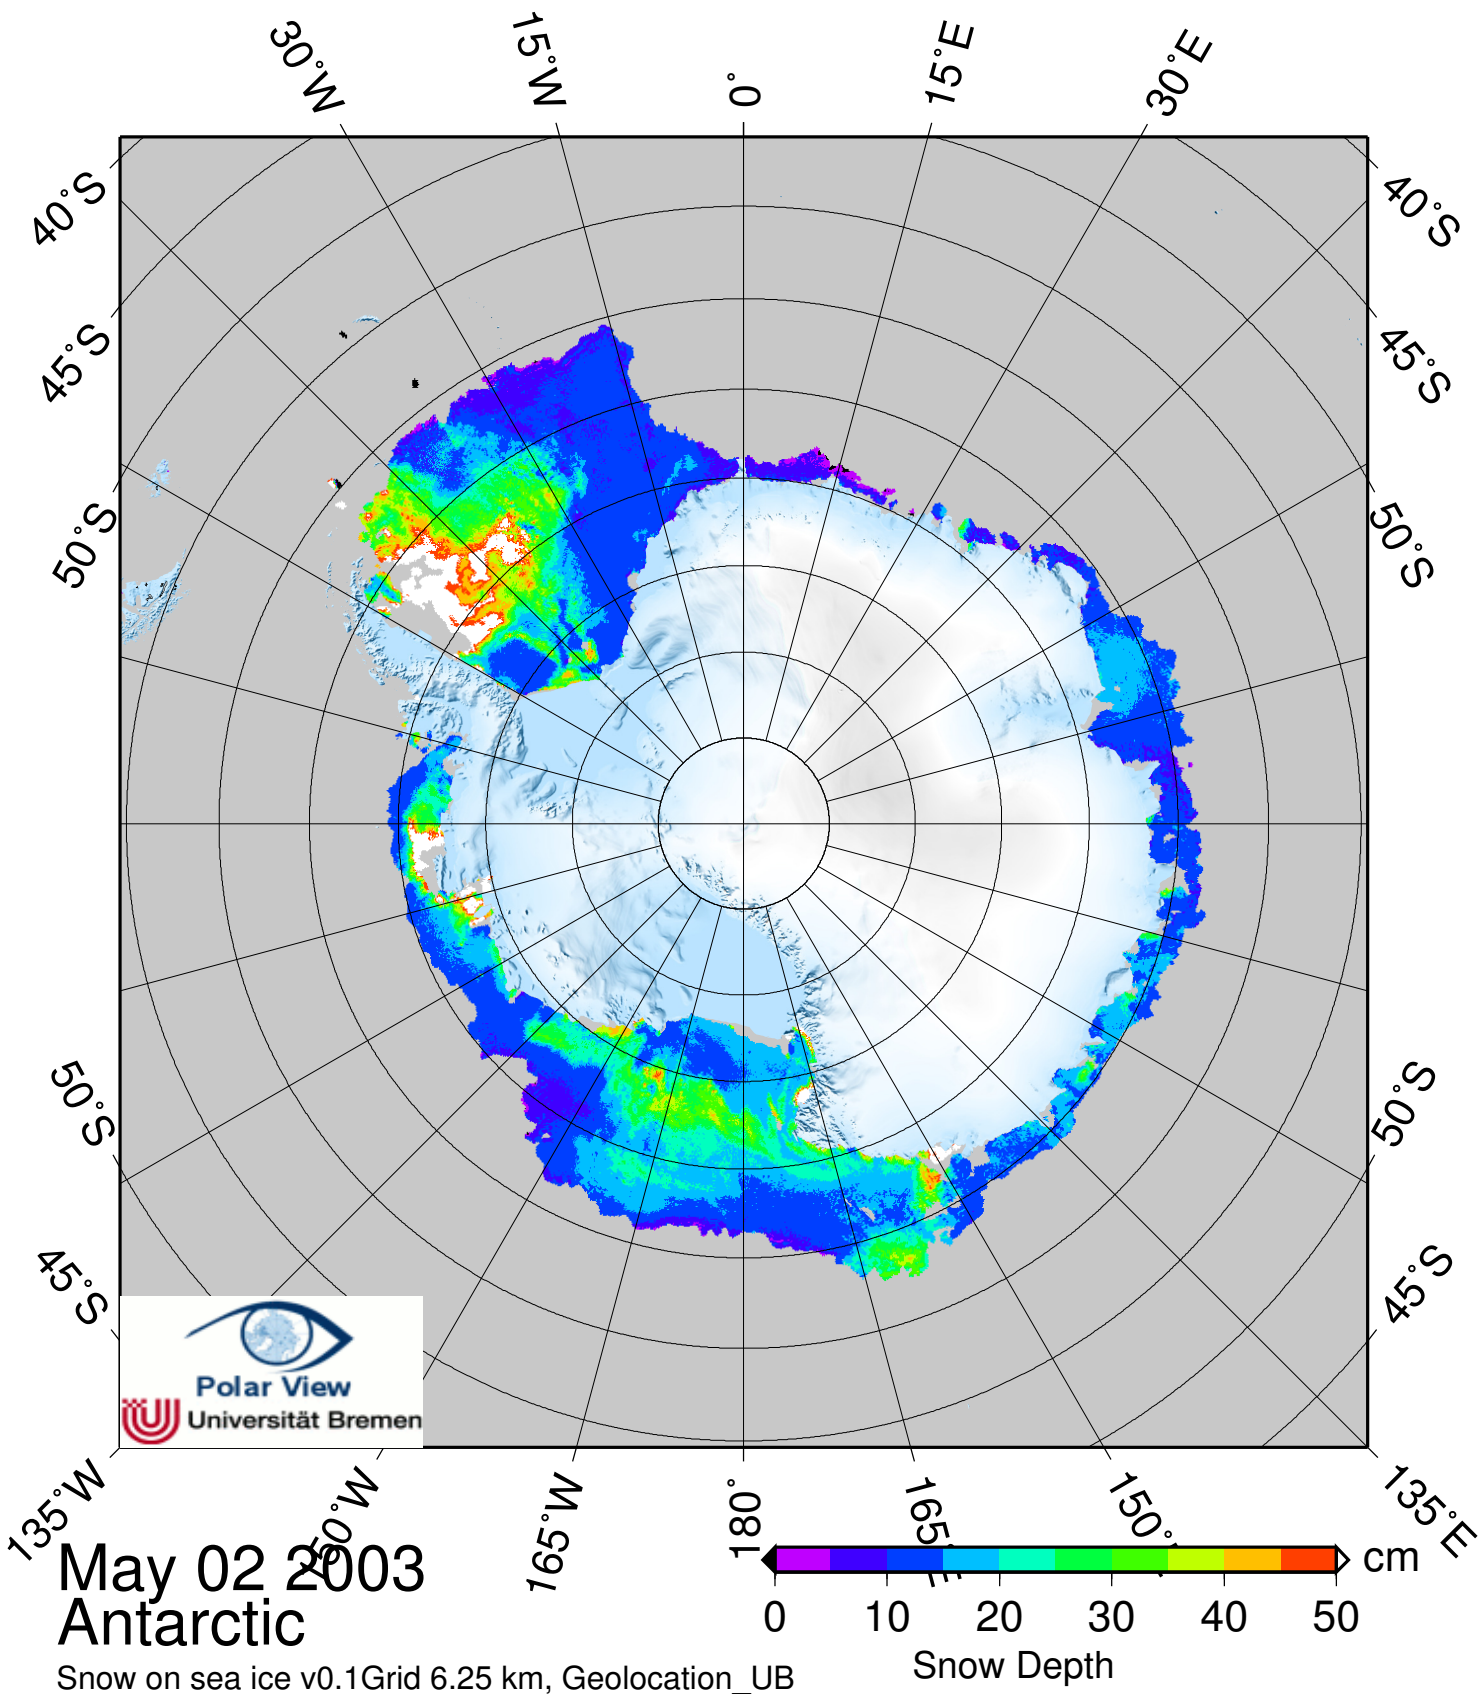 30°W
15°W
0°
15°E
30°E
40°S
40°S
45°S
45°S
50°S
50°S
50°S
50°S
45°S
45°S
Polar View
Universität Bremen
135°W
165°W
180°
135°E
May 02 2003
Antarctic
Snow on sea ice v0.1Grid 6.25 km, Geolocation_UB
cm
0 10 20 30 40 50
Snow Depth